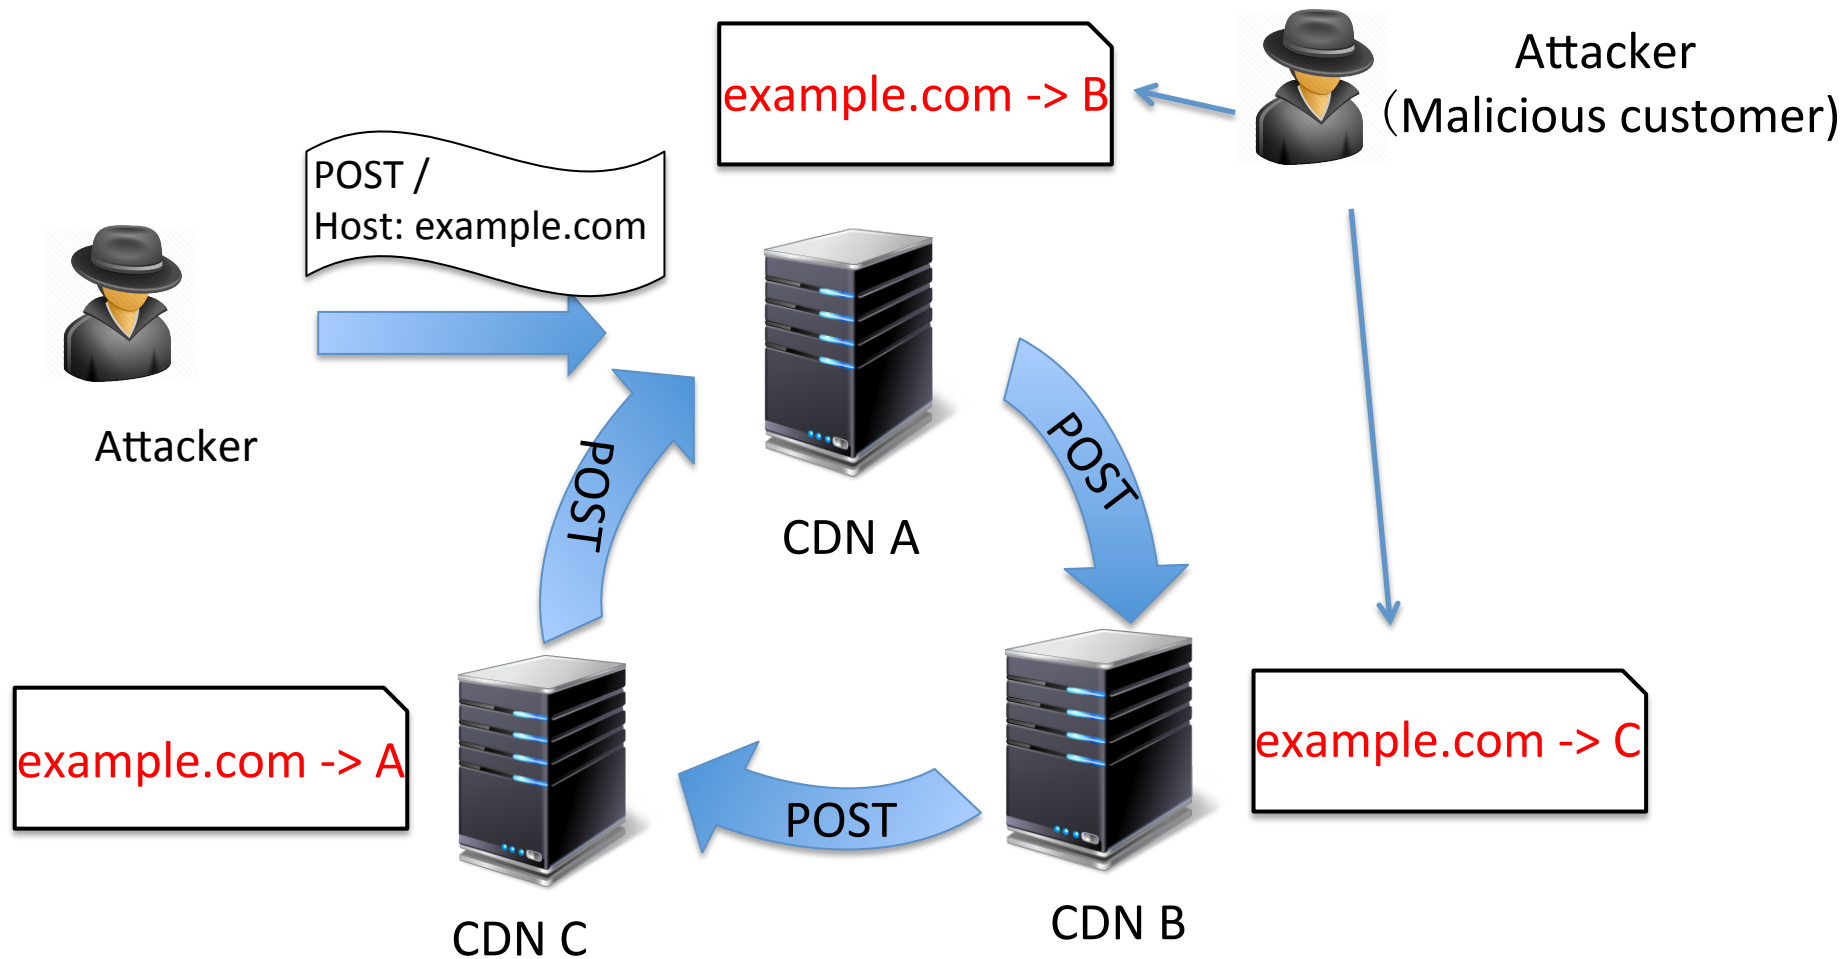 example.com -> B
Attacker
（Malicious customer)
POST /
Host: example.com
Attacker
POST
POST
CDN A
example.com -> A
example.com -> C
POST
CDN C
CDN B